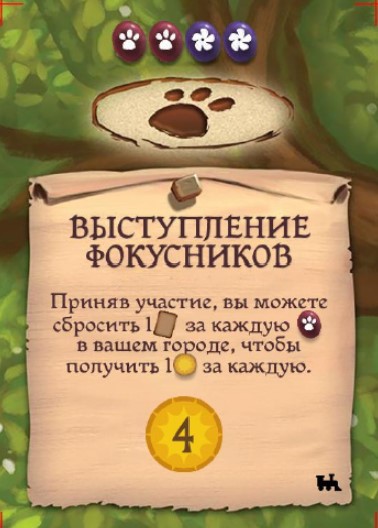 ВЫСТУПЛЕНИЕ
ФОКУСНИКОВ
Приняв участие, вы можете
сбросить 1 за каждую
в вашем городе, чтобы
получить 1 за каждую.
4